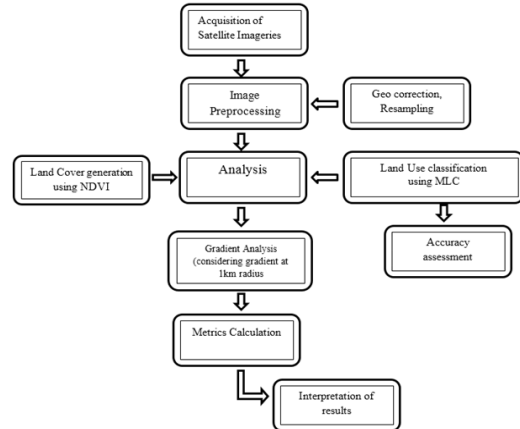 Acquisition of
Satellite Imageries
Image
Preprocessing
Geo correction,
Resampling
Land Cover generation
using NDVI
Analysis
Land Use classification
using MLC
Accuracy
assessment
Gradient Analysis
(considering gradient at
1km radius
Metrics Calculation
Interpretation of
results